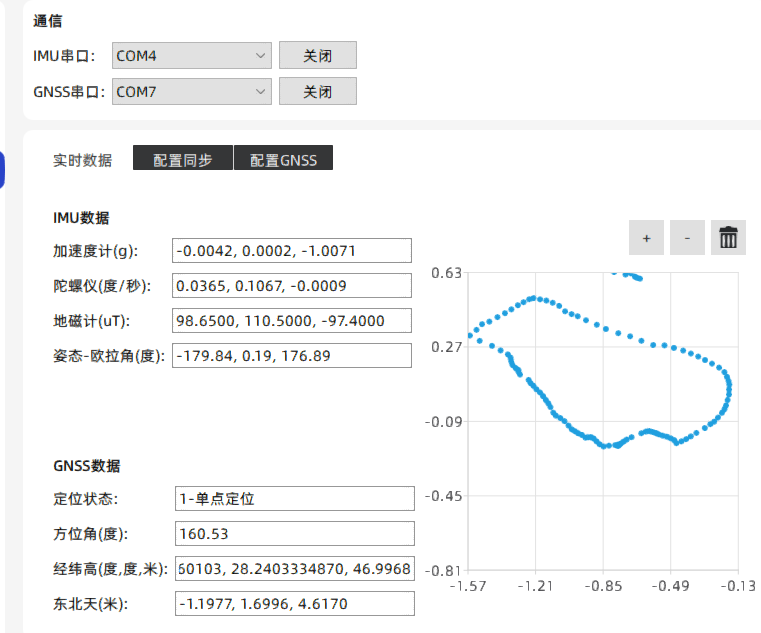 通信
IMU串口: COM4 关闭
GNSS串口: COM7 关闭
实时数据 配置同步 配置GNSS
IMU数据
加速度计(g): -0.0042, 0.0002, -1.0071
陀螺仪(度/秒): 0.0365, 0.1067, -0.0009
地磁计(uT): 98.6500, 110.5000, -97.4000
姿态-欧拉角(度): -179.84, 0.19, 176.89
GNSS数据
定位状态: 1-单点定位
方位角(度): 160.53
经纬高(度,度,米): 60103, 28.2403334870, 46.9968
东北天(米): -1.1977, 1.6996, 4.6170
+ -
0.63
0.27
-0.09
-0.45
-0.81
-1.57 -1.21 -0.85 -0.49 -0.13